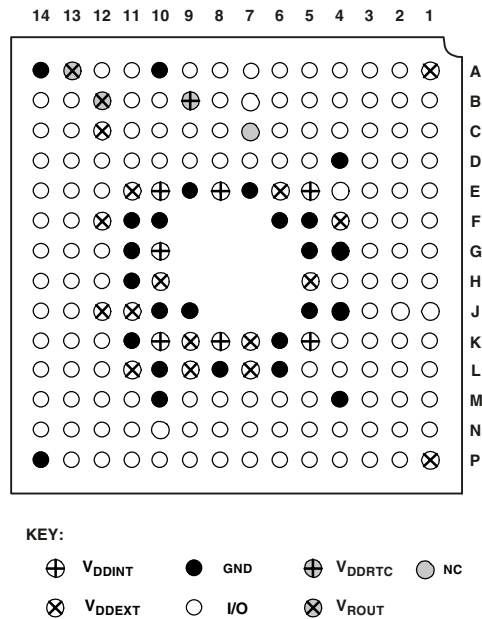 14 13 12 11 10 9 8 7 6 5 4 3 2 1
A
B
C
D
E
F
G
H
J
K
L
M
N
P
KEY:
VDDINT GND VDDRTC NC
VDDEXT I/O VROUT